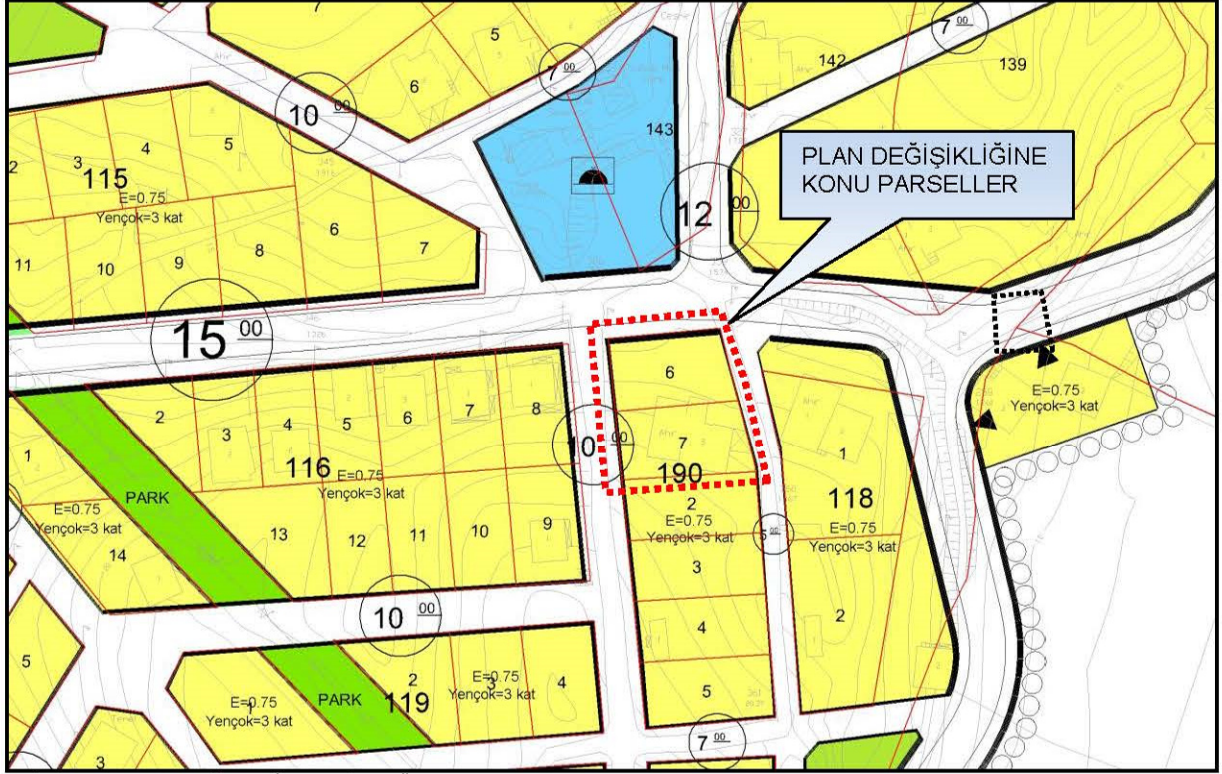 7
5
7 00
7 00
6
142
139
10 00
143
PLAN DEĞİŞİKLİĞİNE
KONU PARSELLER
2
3
4
5
115
E=0.75
Yençok=3 kat
12 00
6
7
8
9
10
11
15 00
6
E=0.75
Yençok=3 kat
2
3
4
5
6
7
8
10 00
7
190
1
1
116
E=0.75
Yençok=3 kat
PARK
118
E=0.75
Yençok=3 kat
2
E=0.75
Yençok=3 kat
5 00
E=0.75
Yençok=3 kat
14
13
12
11
10
9
3
10 00
4
2
5
PARK
E=0.75
Yençok=3 kat
1
2
119
3
E=0.75
Yençok=3 kat
4
5
7 00
3